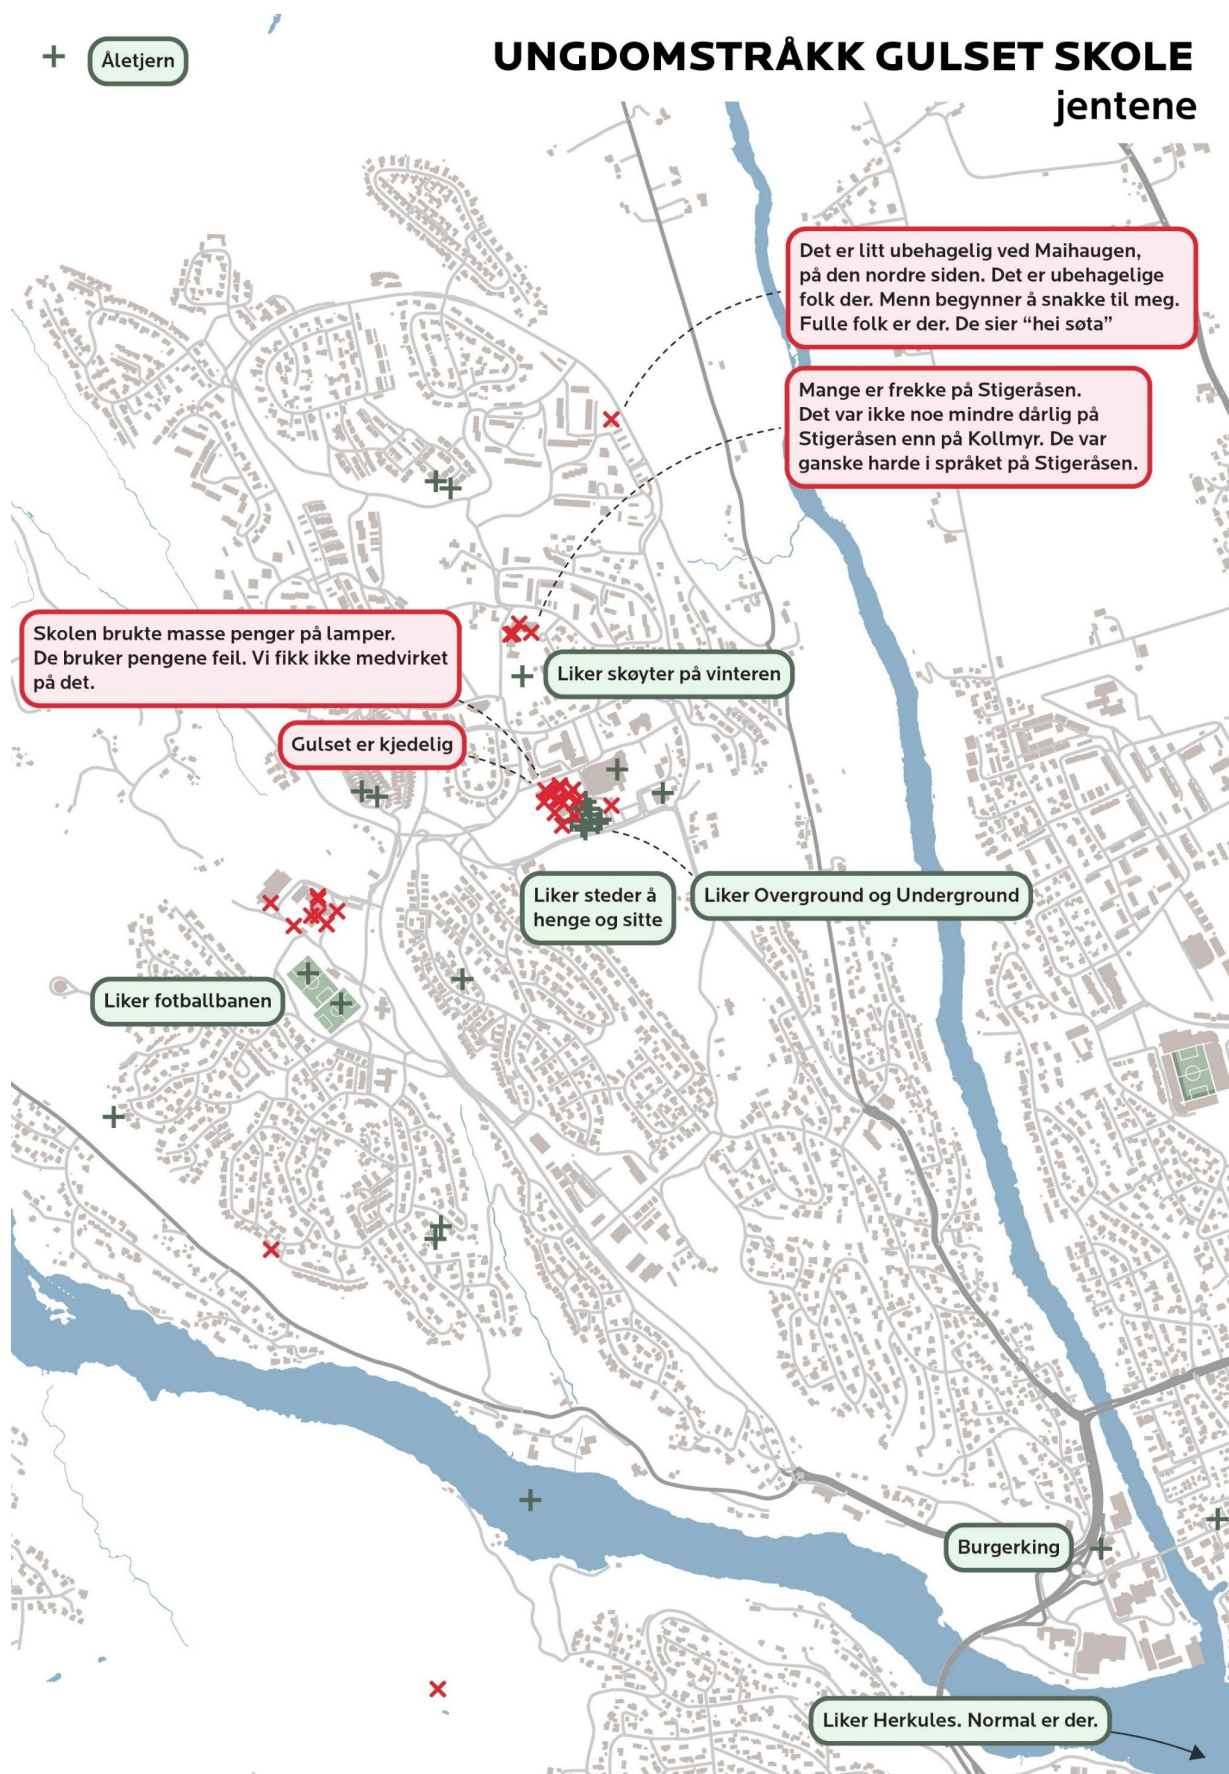 UNGDOMSTRÅKK GULSET SKOLE
jentene
Åletjern
Det er litt ubehagelig ved Maihaugen,
på den nordre siden. Det er ubehagelige
folk der. Menn begynner å snakke til meg.
Fulle folk er der. De sier “hei søta”
Mange er frekke på Stigeråsen.
Det var ikke noe mindre dårlig på
Stigeråsen enn på Kollmyr. De var
ganske harde i språket på Stigeråsen.
Skolen brukte masse penger på lamper.
De bruker pengene feil. Vi fikk ikke medvirket
på det.
Liker skøyter på vinteren
Gulset er kjedelig
Liker steder å
henge og sitte
Liker Overground og Underground
Liker fotballbanen
Burgerking
Liker Herkules. Normal er der.